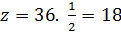 z = 36. 1/2 = 18